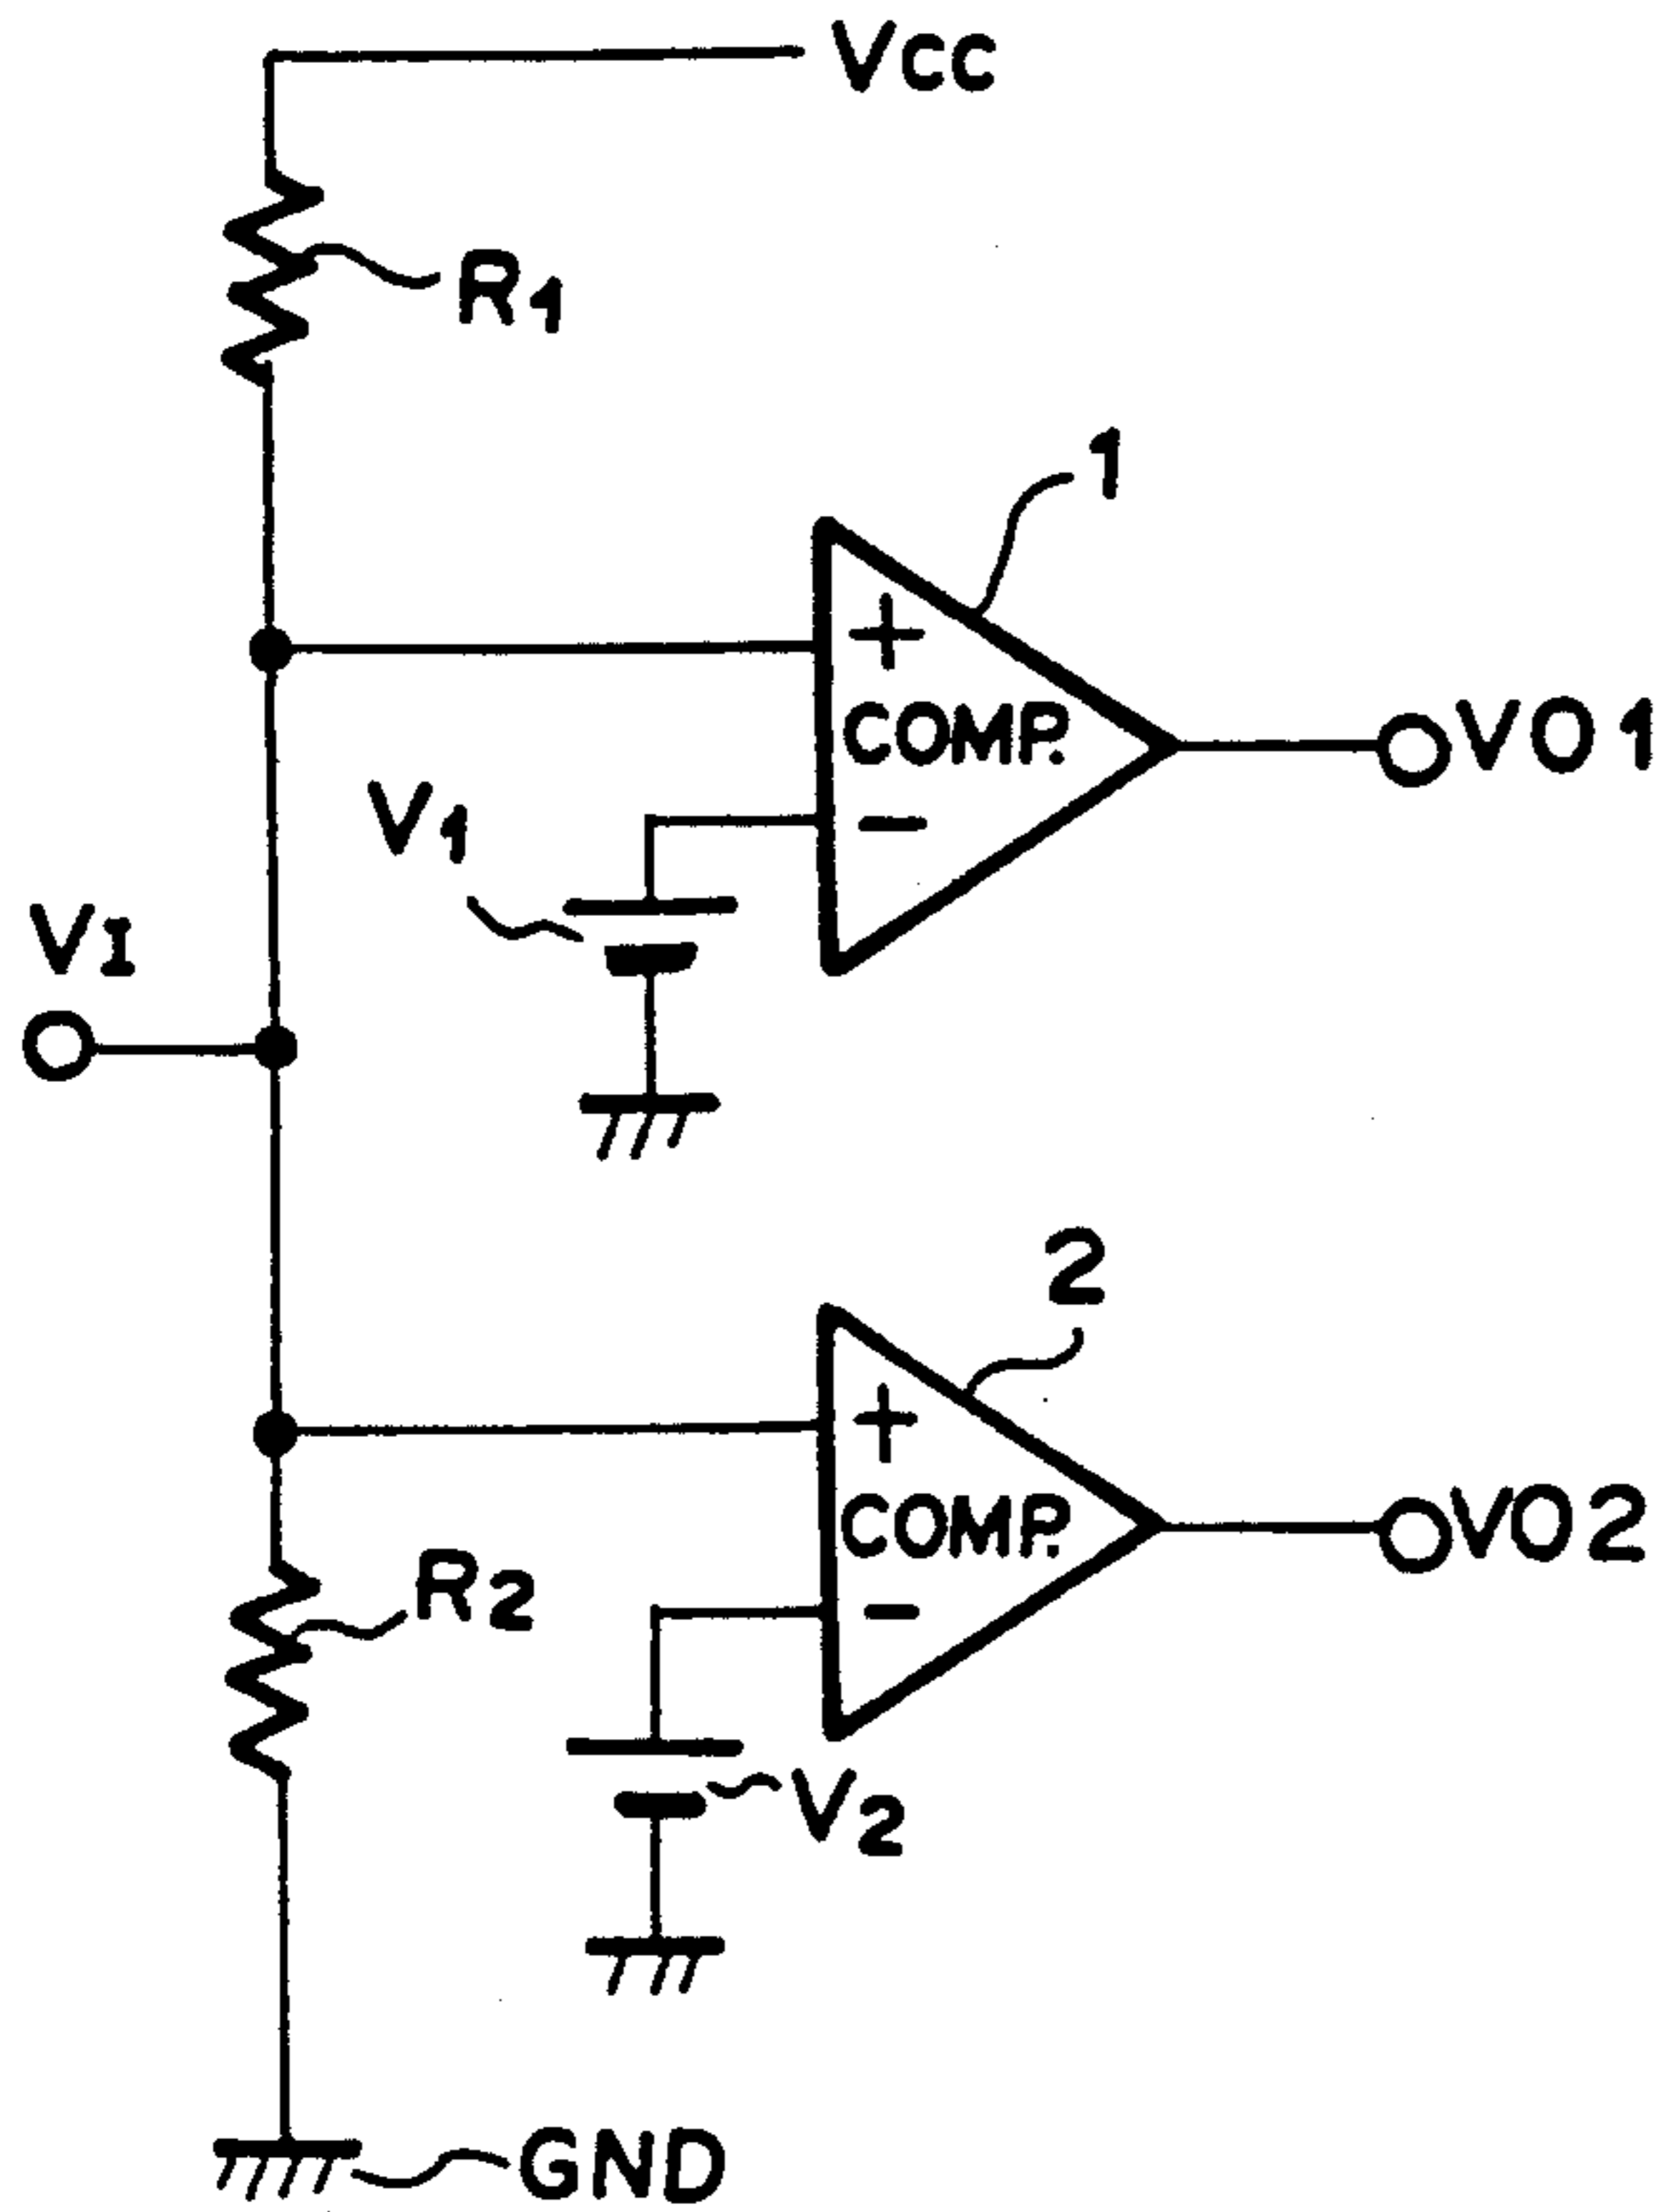 Vcc
R1
1
+
COMP.
-
VO1
V1
VI
2
+
COMP.
-
VO2
R2
V2
GND